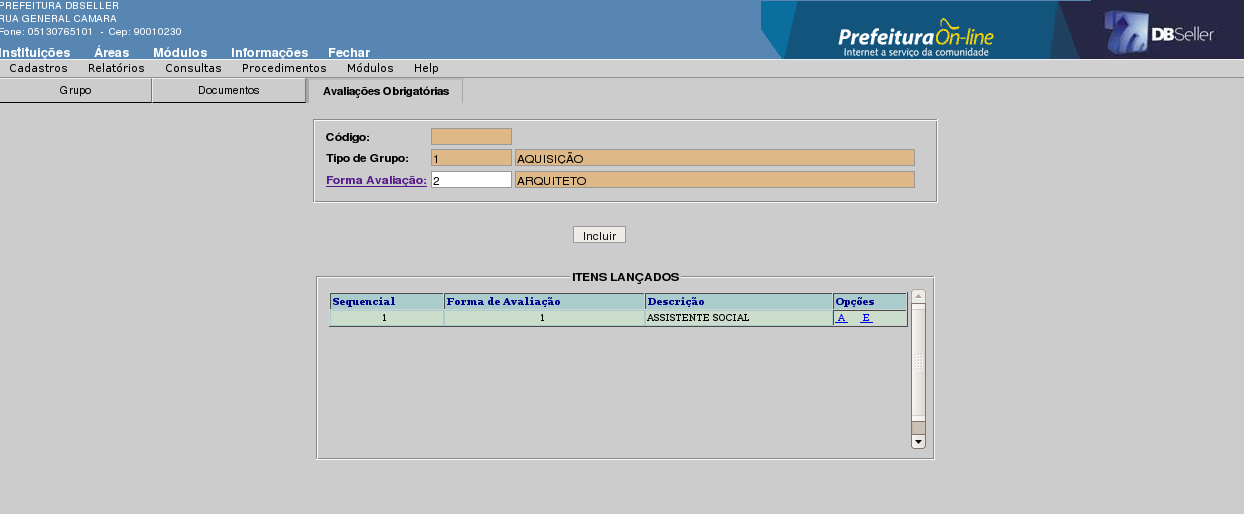 PREFEITURA DBSELLER
RUA GENERAL CAMARA
Fone: 05130765101 - Cep: 90010230
Prefeitura On-line
Internet a serviço da comunidade
DBSeller
Instituições Áreas Módulos Informações Fechar
Cadastros Relatórios Consultas Procedimentos Módulos Help
Grupo Documentos Avaliações Obrigatórias
Código:
Tipo de Grupo: 1 AQUISIÇÃO
Forma Avaliação: 2 ARQUITETO
Incluir
ITENS LANÇADOS
Sequencial Forma de Avaliação Descrição Opções
1 1 ASSISTENTE SOCIAL A E